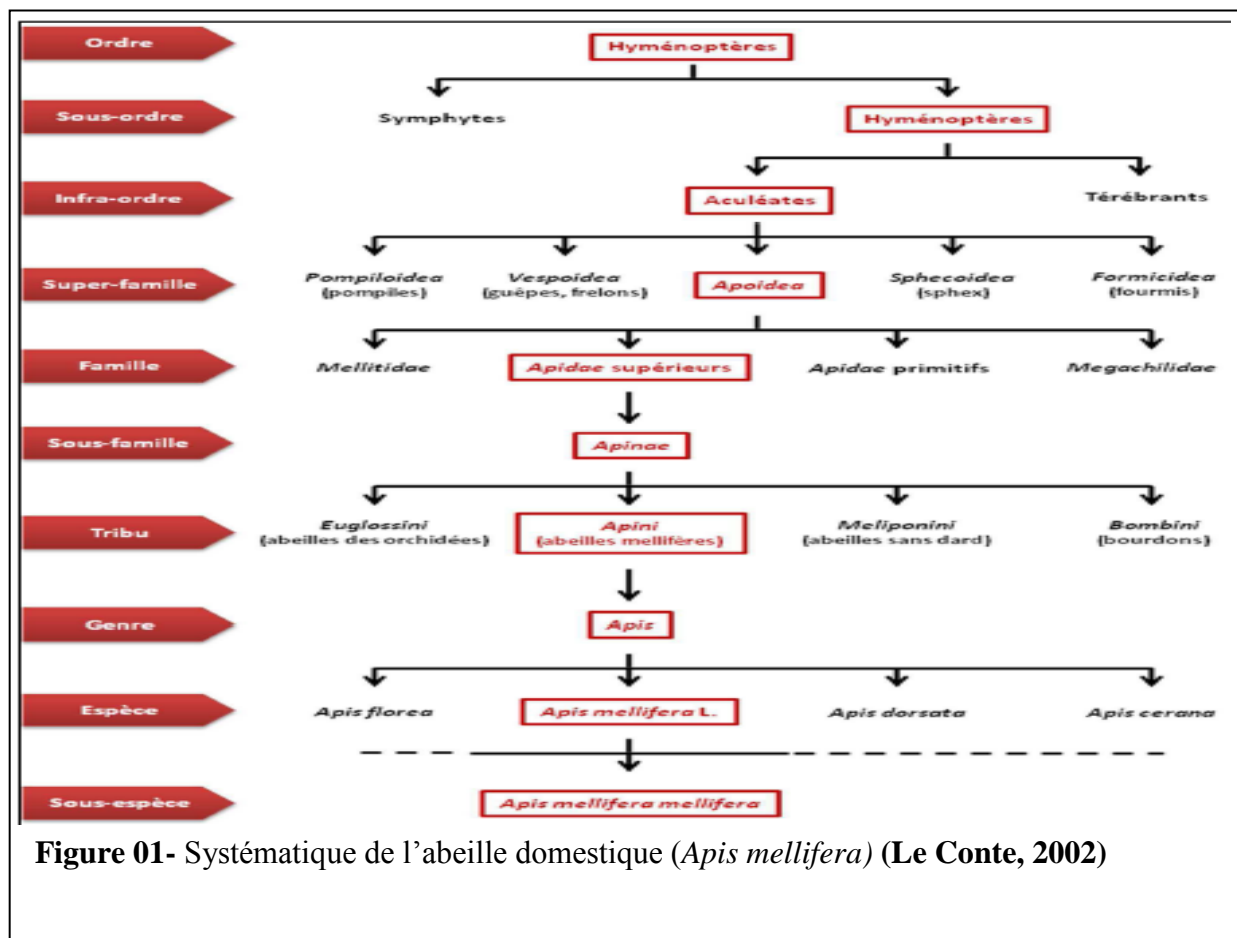 Ordre
Hyménoptères
Sous-ordre
Symphytes
Hyménoptères
Infra-ordre
Aculéates
Térébrants
Super-famille
Pompiloidea
(pompiles)
Vespoidea
(guêpes, frelons)
Apoidea
Sphecoidea
(sphex)
Formicidea
(fourmis)
Famille
Mellitidae
Apidae supérieurs
Apidae primitifs
Megachilidae
Sous-famille
Apinae
Tribu
Euglossini
(abeilles des orchidées)
Apini
(abeilles mellifères)
Meliponini
(abeilles sans dard)
Bombini
(bourdons)
Genre
Apis
Espèce
Apis florea
Apis mellifera L.
Apis dorsata
Apis cerana
Sous-espèce
Apis mellifera mellifera
Figure 01- Systématique de l’abeille domestique (Apis mellifera) (Le Conte, 2002)